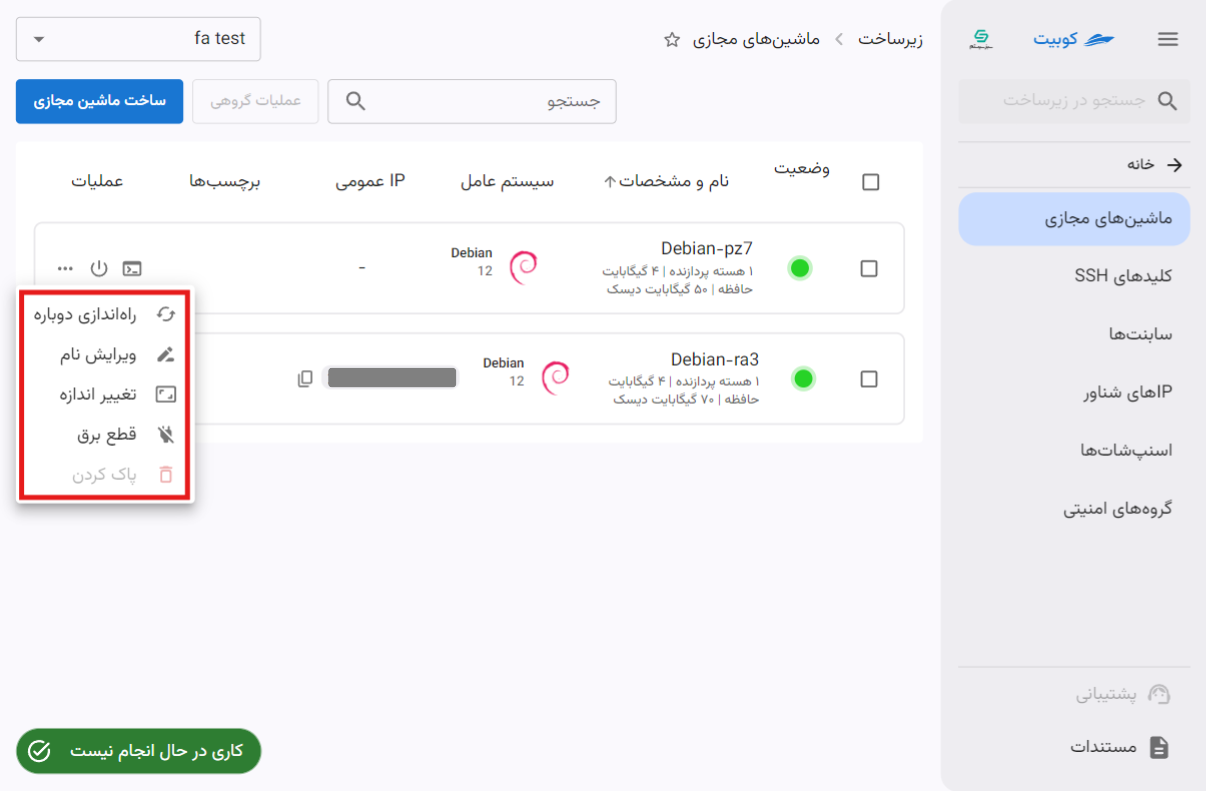 کوبیت
جستجو در زیرساخت
خانه
ماشین‌های مجازی
کلیدهای SSH
سابنت‌ها
IPهای شناور
اسنپ‌شات‌ها
گروه‌های امنیتی
پشتیبانی
مستندات
زیرساخت
ماشین‌های مجازی
fa test
جستجو
عملیات گروهی
ساخت ماشین مجازی
وضعیت
نام و مشخصات
سیستم عامل
IP عمومی
برچسب‌ها
عملیات
Debian-pz7
۱ هسته پردازنده | ۴ گیگابایت
حافظه | ۵۰ گیگابایت دیسک
Debian
12
-
Debian-ra3
۱ هسته پردازنده | ۴ گیگابایت
حافظه | ۷۰ گیگابایت دیسک
Debian
12
راه‌اندازی دوباره
ویرایش نام
تغییر اندازه
قطع برق
پاک کردن
کاری در حال انجام نیست